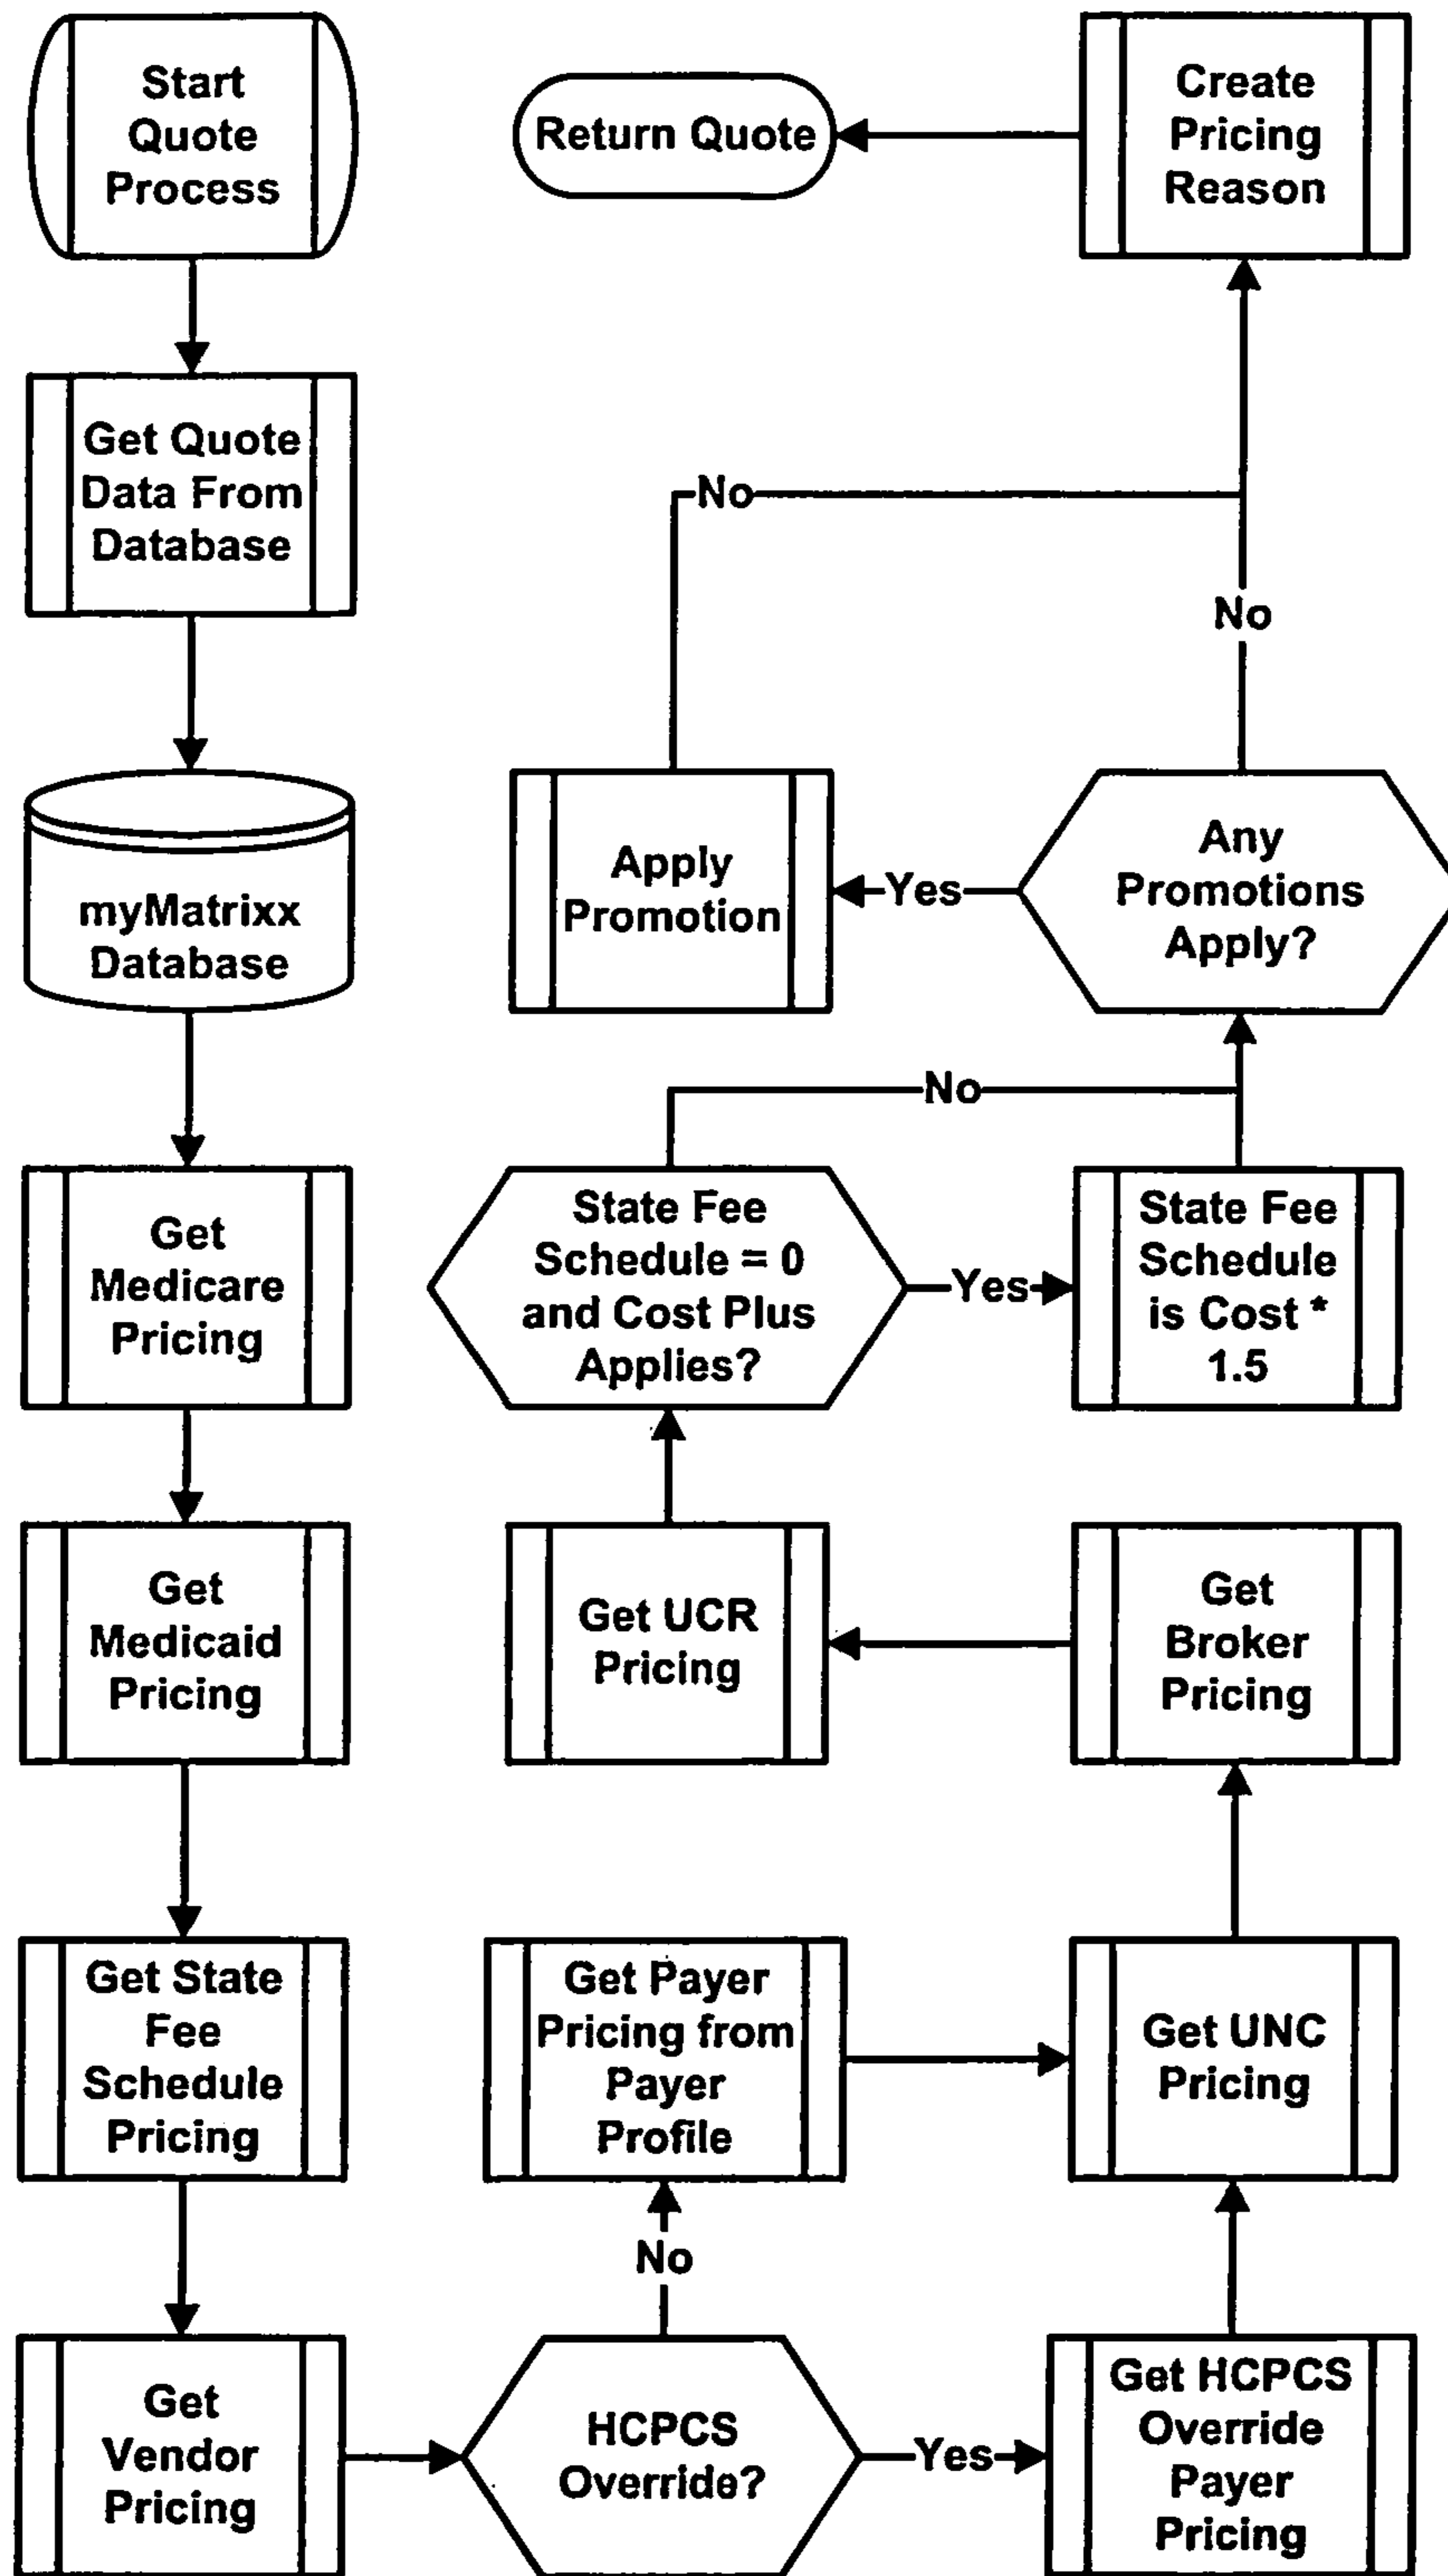 Start
Quote
Process
Return Quote
Create
Pricing
Reason
Get Quote
Data From
Database
No
No
myMatrixx
Database
Apply
Promotion
Yes
Any
Promotions
Apply?
No
Get
Medicare
Pricing
State Fee
Schedule = 0
and Cost Plus
Applies?
Yes
State Fee
Schedule
is Cost *
1.5
Get
Medicaid
Pricing
Get UCR
Pricing
Get
Broker
Pricing
Get State
Fee
Schedule
Pricing
Get Payer
Pricing from
Payer
Profile
Get UNC
Pricing
No
Get
Vendor
Pricing
HCPCS
Override?
Yes
Get HCPCS
Override
Payer
Pricing